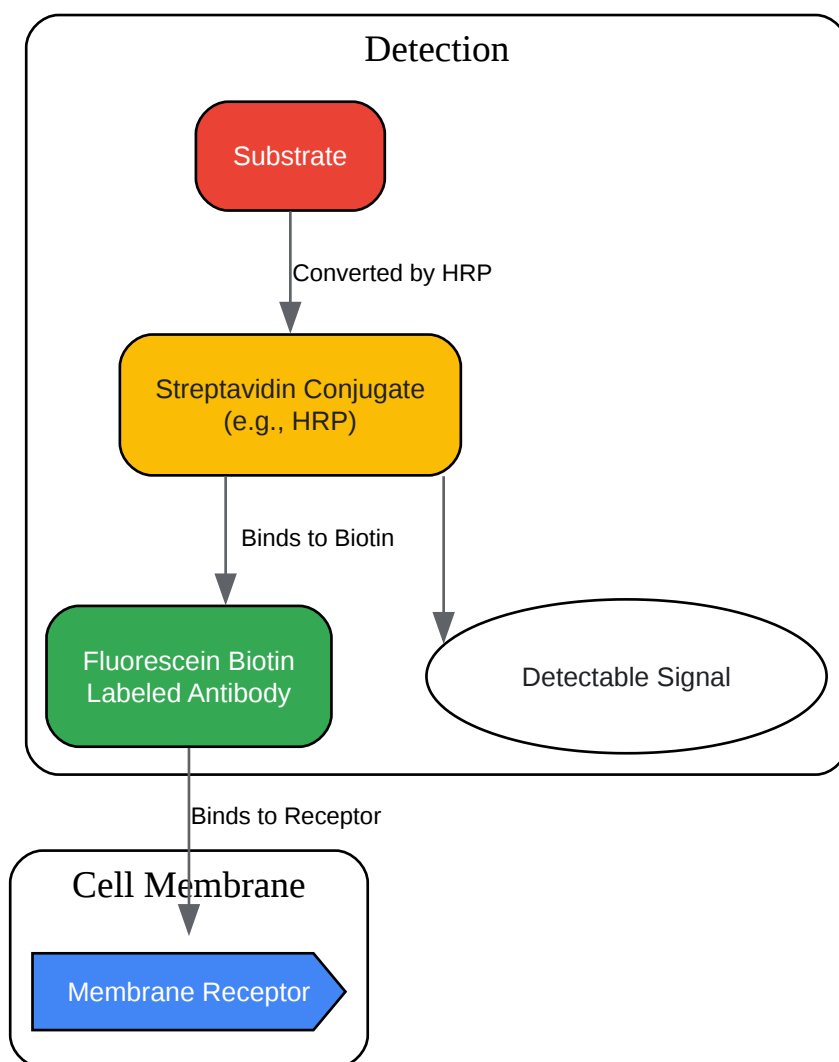 Detection
Substrate
Converted by HRP
Streptavidin Conjugate
(e.g., HRP)
Binds to Biotin
Fluorescein Biotin
Labeled Antibody
Detectable Signal
Binds to Receptor
Cell Membrane
Membrane Receptor